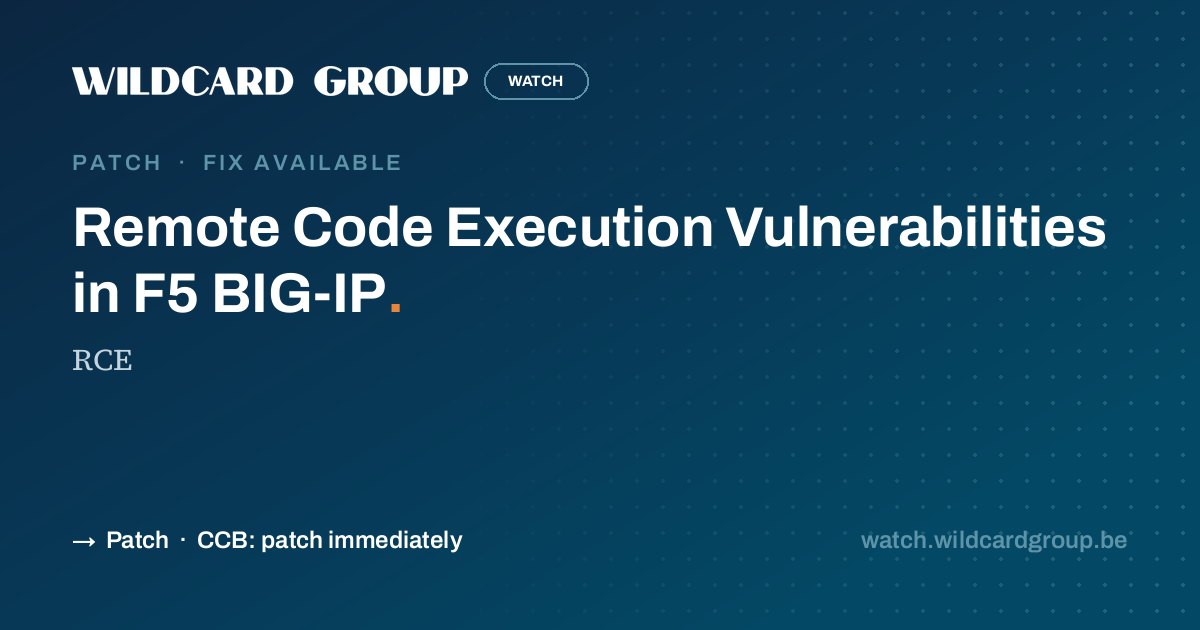 WILDCARD GROUP WATCH
PATCH · FIX AVAILABLE
Remote Code Execution Vulnerabilities
in F5 BIG-IP.
RCE
→ Patch · CCB: patch immediately
watch.wildcardgroup.be